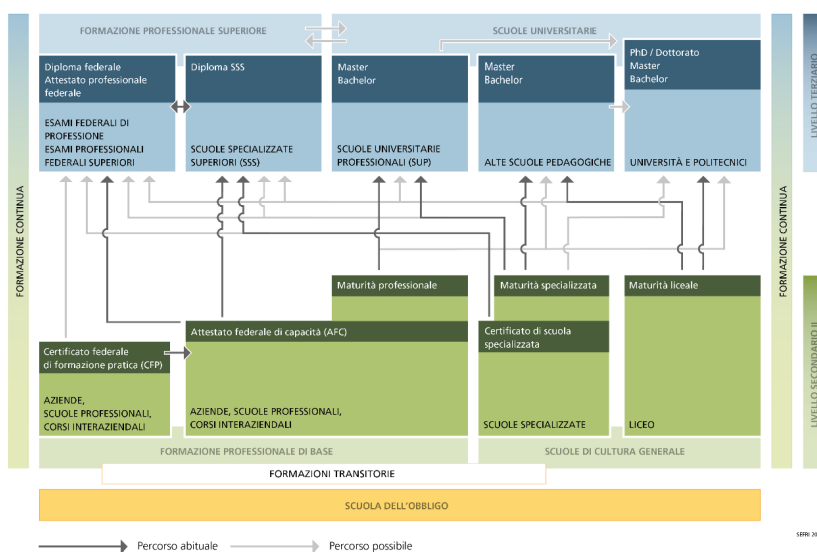 FORMAZIONE PROFESSIONALE SUPERIORE
SCUOLE UNIVERSITARIE
Diploma federale
Attestato professionale
federale
Diploma SSS
Master
Bachelor
Master
Bachelor
PhD / Dottorato
Master
Bachelor
ESAMI FEDERALI DI
PROFESSIONE
ESAMI PROFESSIONALI
FEDERALI SUPERIORI
SCUOLE SPECIALIZZATE
SUPERIORI (SSS)
SCUOLE UNIVERSITARIE
PROFESSIONALI (SUP)
ALTE SCUOLE PEDAGOGICHE
UNIVERSITÀ E POLITECNICI
LIVELLO TERZIARIO
FORMAZIONE CONTINUA
FORMAZIONE CONTINUA
Maturità professionale
Maturità specializzata
Maturità liceale
Attestato federale di capacità (AFC)
Certificato di scuola
specializzata
Certificato federale
di formazione pratica (CFP)
AZIENDE,
SCUOLE PROFESSIONALI,
CORSI INTERAZIENDALI
AZIENDE, SCUOLE PROFESSIONALI,
CORSI INTERAZIENDALI
SCUOLE SPECIALIZZATE
LICEO
LIVELLO SECONDARIO II
FORMAZIONE PROFESSIONALE DI BASE
SCUOLE DI CULTURA GENERALE
FORMAZIONI TRANSITORIE
SCUOLA DELL'OBBLIGO
Percorso abituale
Percorso possibile
SEFRI 20